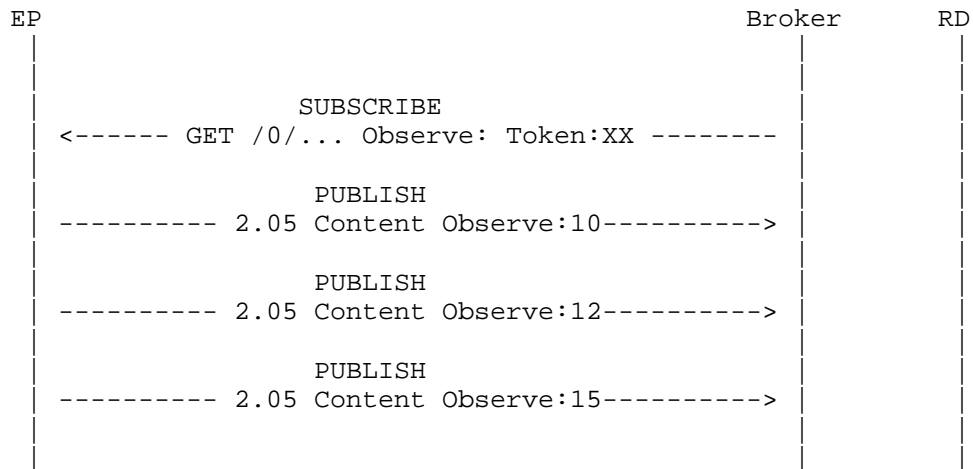 EP Broker RD
SUBSCRIBE
<------ GET /0/... Observe: Token:XX --------
PUBLISH
---------- 2.05 Content Observe:10---------->
PUBLISH
---------- 2.05 Content Observe:12---------->
PUBLISH
---------- 2.05 Content Observe:15---------->